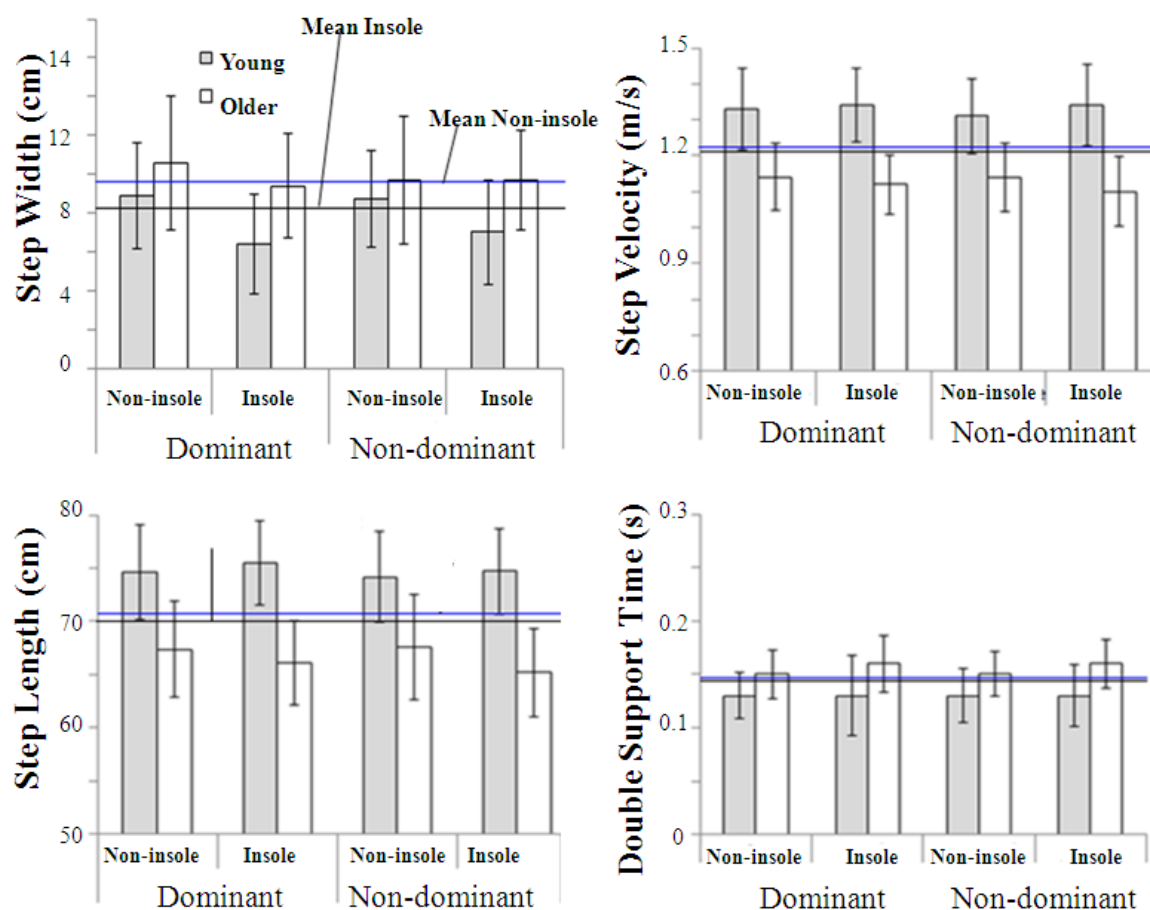 Step Width (cm)
14
12
8
4
0
Mean Insole
Young
Older
Mean Non-insole
Non-insole Insole Non-insole Insole
Dominant Non-dominant
Step Velocity (m/s)
1.5
1.2
0.9
0.6
Non-insole Insole Non-insole Insole
Dominant Non-dominant
Step Length (cm)
80
70
60
50
Non-insole Insole Non-insole Insole
Dominant Non-dominant
Double Support Time (s)
0.3
0.2
0.1
0
Non-insole Insole Non-insole Insole
Dominant Non-dominant